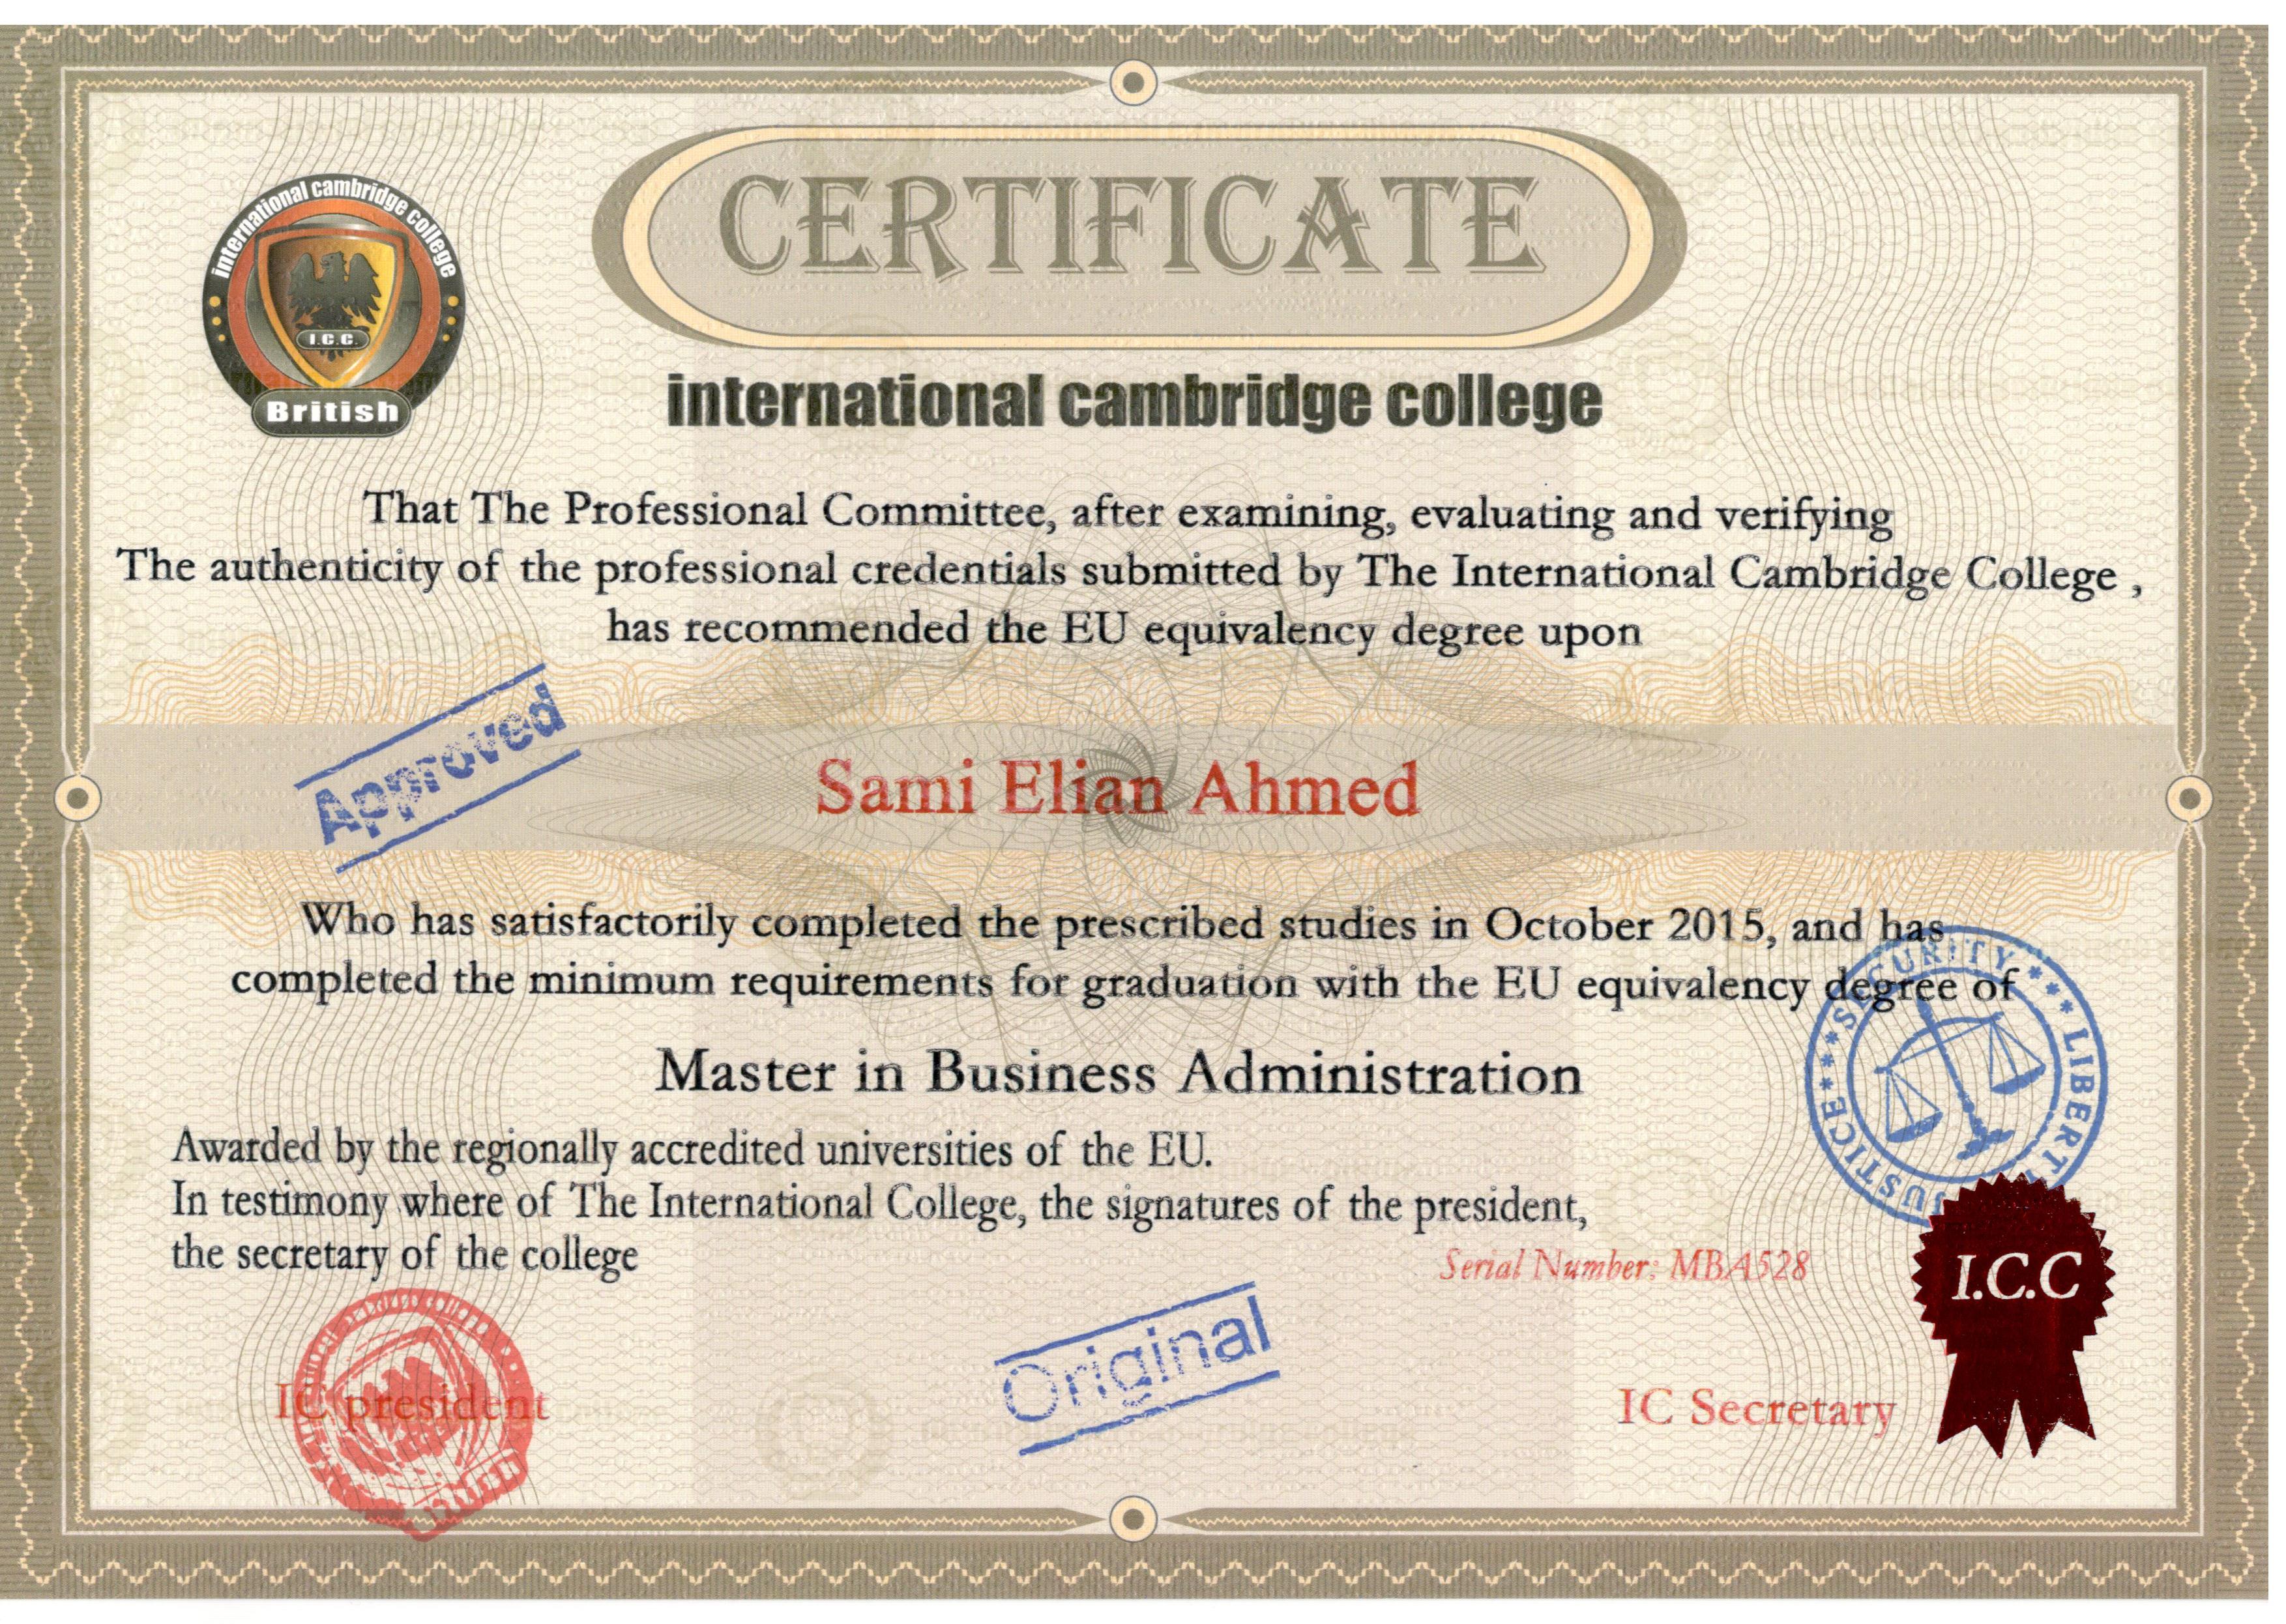 CERTIFICATE
international cambridge college
I.C.C.
British
international cambridge college
That The Professional Committee, after examining, evaluating and verifying
The authenticity of the professional credentials submitted by The International Cambridge College ,
has recommended the EU equivalency degree upon
Approved
Sami Elian Ahmed
Who has satisfactorily completed the prescribed studies in October 2015, and has
completed the minimum requirements for graduation with the EU equivalency degree of
SECURITY *** LIBERTY JUSTICE ***
Master in Business Administration
Awarded by the regionally accredited universities of the EU.
In testimony where of The International College, the signatures of the president,
the secretary of the college
Serial Number: MBA528
I.C.C
IC president
Original
IC Secretary